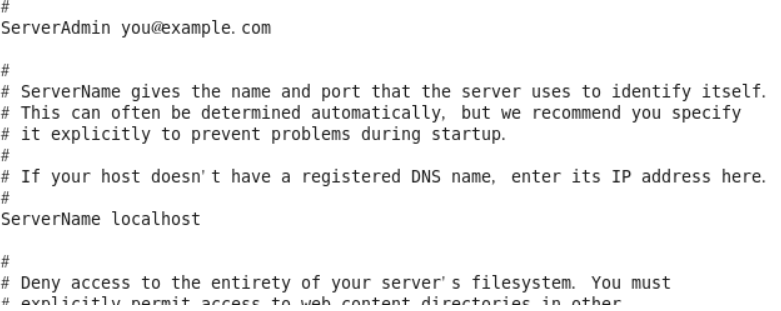 #
ServerAdmin you@example.com
#
# ServerName gives the name and port that the server uses to identify itself.
# This can often be determined automatically, but we recommend you specify
# it explicitly to prevent problems during startup.
#
# If your host doesn't have a registered DNS name, enter its IP address here.
#
ServerName localhost
#
# Deny access to the entirety of your server's filesystem. You must
# explicitly permit access to web content directories in other